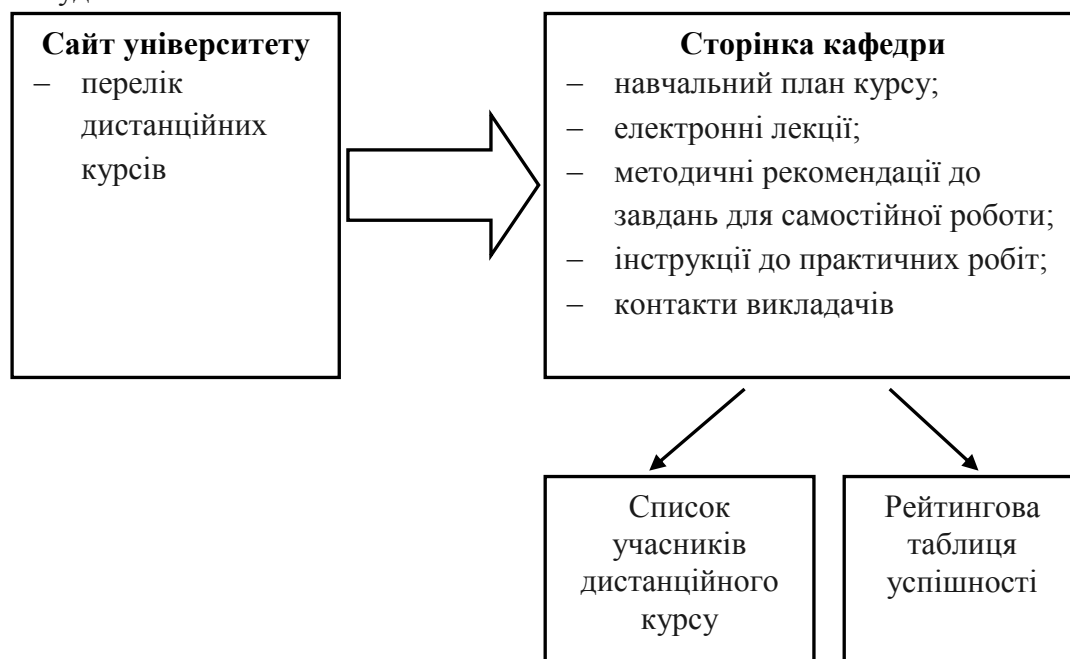 Сайт університету
– перелік
дистанційних
курсів
Сторінка кафедри
– навчальний план курсу;
– електронні лекції;
– методичні рекомендації до
завдань для самостійної роботи;
– інструкції до практичних робіт;
– контакти викладачів
Список
учасників
дистанційного
курсу
Рейтингова
таблиця
успішності